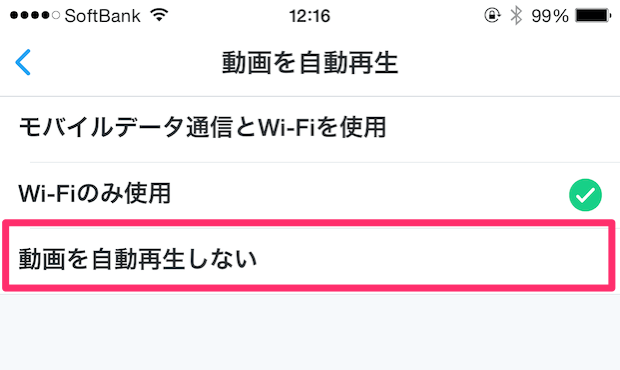 SoftBank 12:16 99%
動画を自動再生
モバイルデータ通信とWi-Fiを使用
Wi-Fiのみ使用
動画を自動再生しない